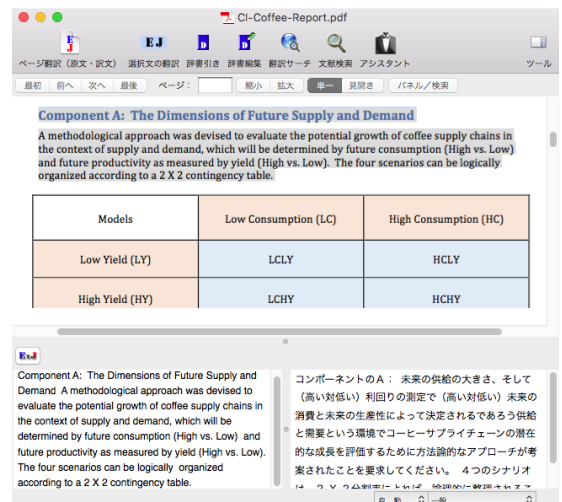 CI-Coffee-Report.pdf
E J
ページ翻訳（原文・訳文） 選択文の翻訳 辞書引き 辞書編集 翻訳サーチ 文献検索 アシスタント ツール
最初 前へ 次へ 最後 ページ： 縮小 拡大 単一 見開き パネル／検索
Component A: The Dimensions of Future Supply and Demand
A methodological approach was devised to evaluate the potential growth of coffee supply chains in
the context of supply and demand, which will be determined by future consumption (High vs. Low)
and future productivity as measured by yield (High vs. Low). The four scenarios can be logically
organized according to a 2 X 2 contingency table.
Models Low Consumption (LC) High Consumption (HC)
Low Yield (LY) LCLY HCLY
High Yield (HY) LCHY HCHY
Component A: The Dimensions of Future Supply and
Demand A methodological approach was devised to
evaluate the potential growth of coffee supply chains in
the context of supply and demand, which will be
determined by future consumption (High vs. Low) and
future productivity as measured by yield (High vs. Low).
The four scenarios can be logically organized
according to a 2 X 2 contingency table.
コンポーネントのA： 未来の供給の大きさ、そして
（高い対低い）利回りの測定で（高い対低い）未来の
消費と未来の生産性によって決定されるであろう供給
と需要という環境でコーヒーサプライチェーンの潜在
的な成長を評価するために方法論的なアプローチが考
案されたことを要求してください。 4つのシナリオ
自 動 一般